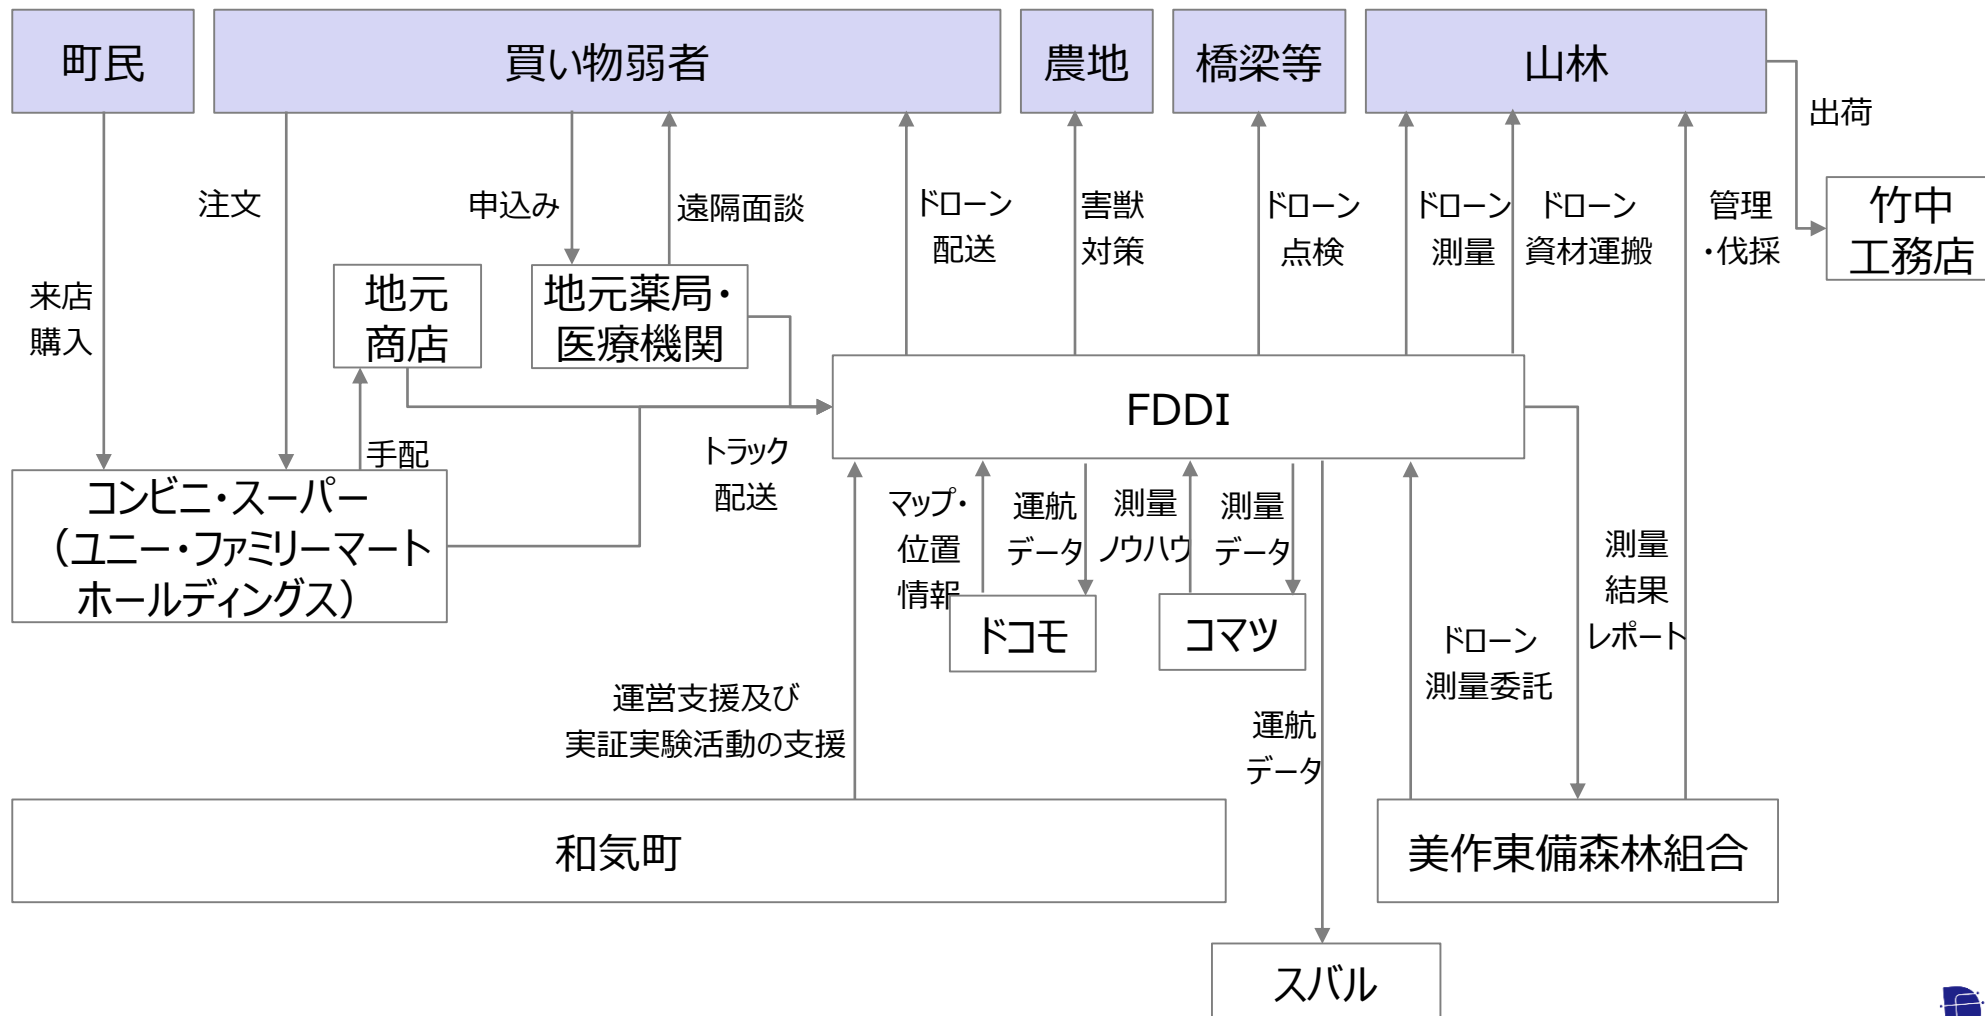 町民
買い物弱者
農地
橋梁等
山林
出荷
竹中
工務店
注文
申込み
遠隔面談
ドローン
配送
害獣
対策
ドローン
点検
ドローン
測量
ドローン
資材運搬
管理
・伐採
来店
購入
地元
商店
地元薬局・
医療機関
FDDI
手配
トラック
配送
コンビニ・スーパー
（ユニー・ファミリーマート
ホールディングス）
マップ・
位置
情報
運航
データ
測量
ノウハウ
測量
データ
測量
結果
レポート
ドコモ
コマツ
ドローン
測量委託
運営支援及び
実証実験活動の支援
運航
データ
和気町
美作東備森林組合
スバル